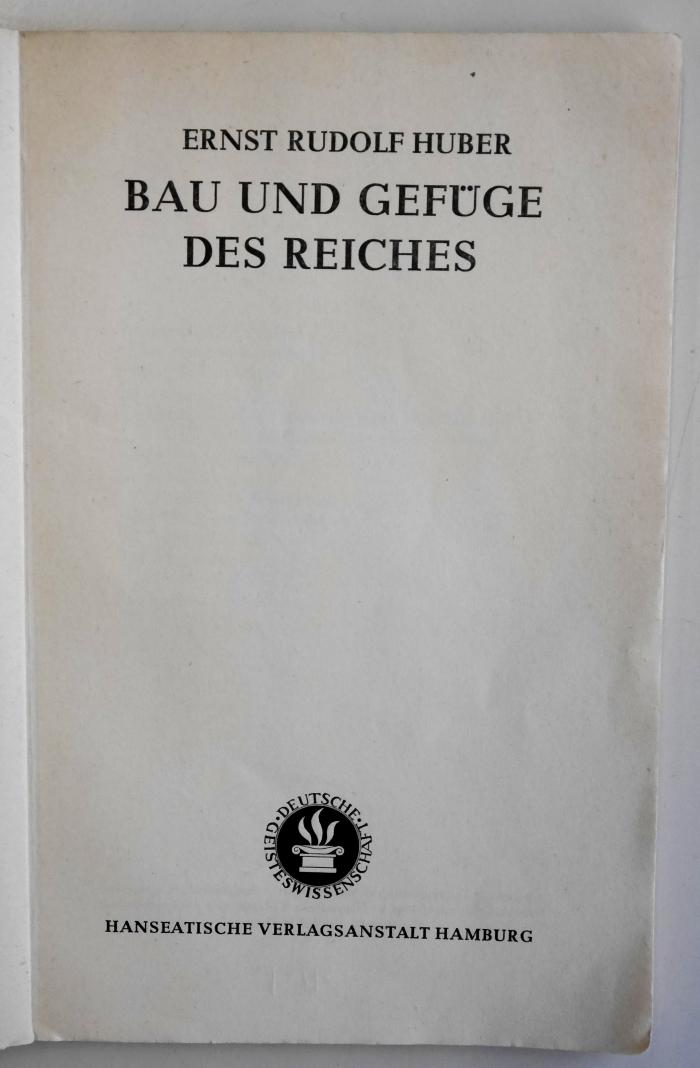 ERNST RUDOLF HUBER
BAU UND GEFÜGE
DES REICHES
· DEUTSCHE · GEISTESWISSENSCHAFT
HANSEATISCHE VERLAGSANSTALT HAMBURG